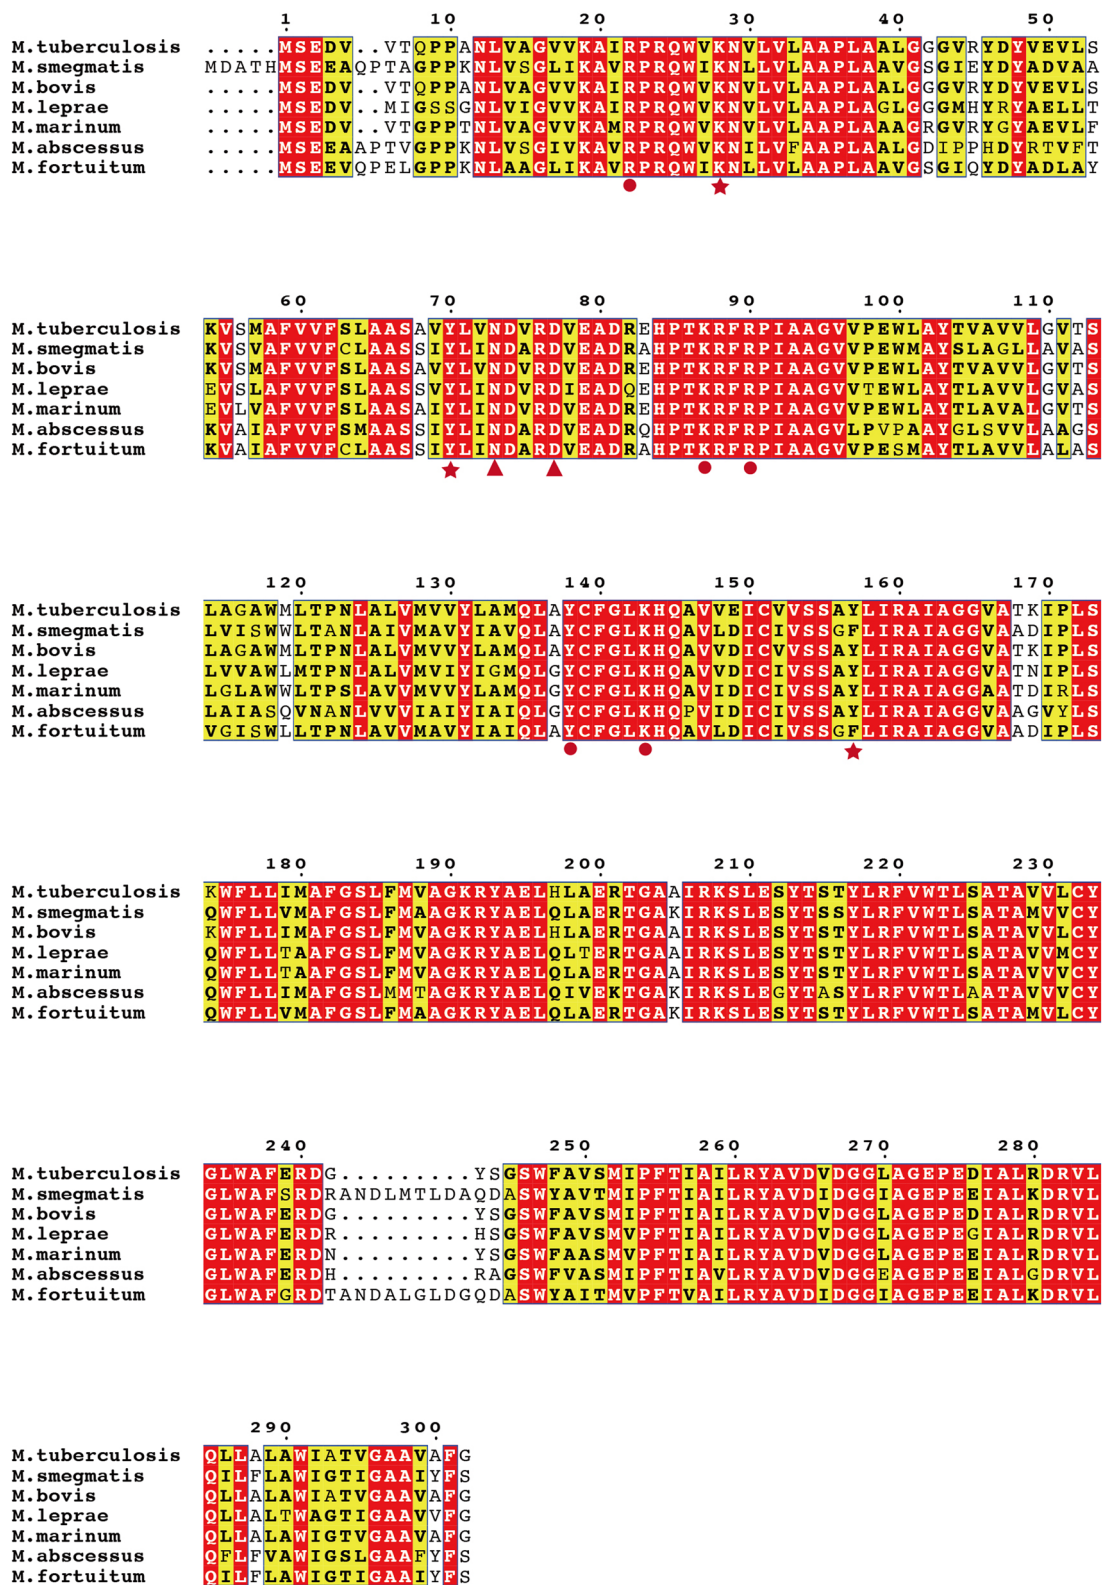 1 10 20 30 40 50
M.tuberculosis .....MSEDV..VTQPPANLVAGVVKAIRPRQWVKNVLVLAAPLAALGGGVRYDYVEVLS
M.smegmatis MDATHMSEEAQPTAGPPKNLVSGLIKAVRPRQWIKNLLVLAAPLAAVGSGIEYDYADVAA
M.bovis .....MSEDV..VTQPPANLVAGVVKAIRPRQWVKNVLVLAAPLAALGGGVRYDYVEVLS
M.leprae .....MSEDV..MIGSSGNLVIGVVKAIRPRQWVKNVLVLAAPLAGLGGGMHYRYAELLT
M.marinum .....MSEDV..VTGPPTNLVAGVVKAMRPRQWVKNVLVLAAPLAAAGRGVRYGYAEVLF
M.abscessus .....MSEEAAPTVGPPKNLVSGIVKAVRPRQWVKNILVFAAPLAALGDIPPHDYRTVFT
M.fortuitum .....MSEEVQPELGPPKNLAAGLIKAVRPRQWIKNLLVLAAPLAAVGSGIQYDYADLAY
60 70 80 90 100 110
M.tuberculosis KVSMAFVVFSLAASAVYLVNDVRDVEADREHPTKRFRPIAAGVVPEWLAYTVAVVLGVTS
M.smegmatis KVSVAFVVFCLAASSIYLINDARDVEADRAHPTKRFRPIAAGVVPEWMAYSLAGLLAVAS
M.bovis KVSMAFVVFSLAASAVYLVNDVRDVEADREHPTKRFRPIAAGVVPEWLAYTVAVVLGVTS
M.leprae EVSLAFVVFSLAASSVYLINDVRDIEADQEHPTKRFRPIAAGVVTEWLAYTLAVVLGVAS
M.marinum EVLVAFVVFSLAASAIYLINDVRDVEADREHPTKRFRPIAAGVVPEWLAYTLAVALGVTS
M.abscessus KVAIAFVVFSMAASSIYLINDARDVEADRQHPTKRFRPIAAGVLPVPAAYGLSVVLAAGS
M.fortuitum KVAIAFVVFCLAASSIYLINDARDVEADRAHPTKRFRPIAAGVVPESMAYTLAVVLALAS
120 130 140 150 160 170
M.tuberculosis LAGAWMLTPNLALVMVVYLAMQLAYCFGLKHQAVVEICVVSSAYLIRAIAGGVATKIPLS
M.smegmatis LVISWWLTANLAIVMAVYIAVQLAYCFGLKHQAVLDICIVSSGFLIRAIAGGVAADIPLS
M.bovis LAGAWMLTPNLALVMVVYLAMQLAYCFGLKHQAVVDICVVSSAYLIRAIAGGVATKIPLS
M.leprae LVVAWLMTPNLALVMVIYIGMQLGYCFGLKHQAVVDICIVSSAYLIRAIAGGVATNIPLS
M.marinum LGLAWWLTPSLAVVMVVYLAMQLGYCFGLKHQAVIDICIVSSAYLIRAIAGGAATDIRLS
M.abscessus LAIASQVNANLVVVIAIYIAIQLGYCFGLKHQPVIDICIVSSAYLIRAIAGGVAAGVYLS
M.fortuitum VGISWLLTPNLAVVMAVYIAIQLAYCFGLKHQAVLDICIVSSGFLIRAIAGGVAADIPLS
180 190 200 210 220 230
M.tuberculosis KWFLLIMAFGSLFMVAGKRYAELHLAERTGAAIRKSLESYTSTYLRFVWTLSATAVVLCY
M.smegmatis QWFLLVMAFGSLFMAAGKRYAELQLAERTGAKIRKSLESYTSSYLRFVWTLSATAMVVCY
M.bovis KWFLLIMAFGSLFMVAGKRYAELHLAERTGAAIRKSLESYTSTYLRFVWTLSATAVVLCY
M.leprae QWFLLTAAFGSLFMVAGKRYAELQLTERTGAAIRKSLESYTSTYLRFVWTLSATAVVMCY
M.marinum QWFLLTAAFGSLFMVAGKRYAELQLAERTGAAIRKSLESYTSTYLRFVWTLSATAVVVCY
M.abscessus QWFLLIMAFGSLMMTAGKRYAELQIVEKTGAKIRKSLEGYTASYLRFVWTLAATAVVVCY
M.fortuitum QWFLLVMAFGSLFMAAGKRYAELQLAERTGAKIRKSLESYTSTYLRFVWTLSATAMVLCY
240 250 260 270 280
M.tuberculosis GLWAFERDG.........YSGSWFAVSMIPFTIAILRYAVDVDGGLAGEPEDIALRDRVL
M.smegmatis GLWAFSRDRANDLMTLDAQDASWYAVTMIPFTIAILRYAVDIDGGIAGEPEEIALKDRVL
M.bovis GLWAFERDG.........YSGSWFAVSMIPFTIAILRYAVDVDGGLAGEPEDIALRDRVL
M.leprae GLWAFERDR.........HSGSWFAVSMVPFTIAILRYAVDVDGGLAGEPEGIALRDRVL
M.marinum GLWAFERDN.........YSGSWFAASMVPFTIAILRYAVDVDGGLAGEPEEIALRDRVL
M.abscessus GLWAFERDH.........RAGSWFVASMIPFTIAVLRYAVDVDGGEAGEPEEIALGDRVL
M.fortuitum GLWAFGRDTANDALGLDGQDASWYAITMVPFTVAILRYAVDIDGGIAGEPEEIALKDRVL
290 300
M.tuberculosis QLLALAWIATVGAAVAFG
M.smegmatis QILFLAWIGTIGAAIYFS
M.bovis QLLALAWIATVGAAVAFG
M.leprae QLLALTWAGTIGAAVVFG
M.marinum QLLALAWIGTVGAAVAFG
M.abscessus QFLFVAWIGSLGAAFYFS
M.fortuitum QILFLAWIGTIGAAIYFS